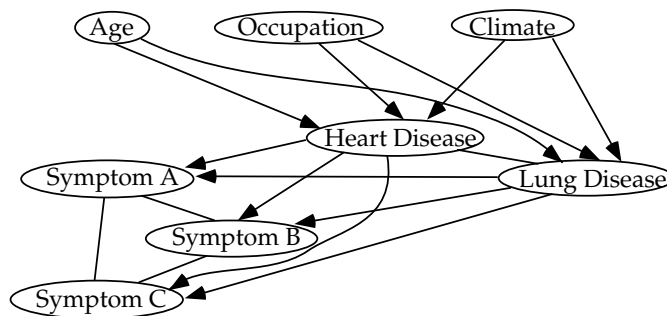 Age
Occupation
Climate
Heart Disease
Symptom A
Lung Disease
Symptom B
Symptom C